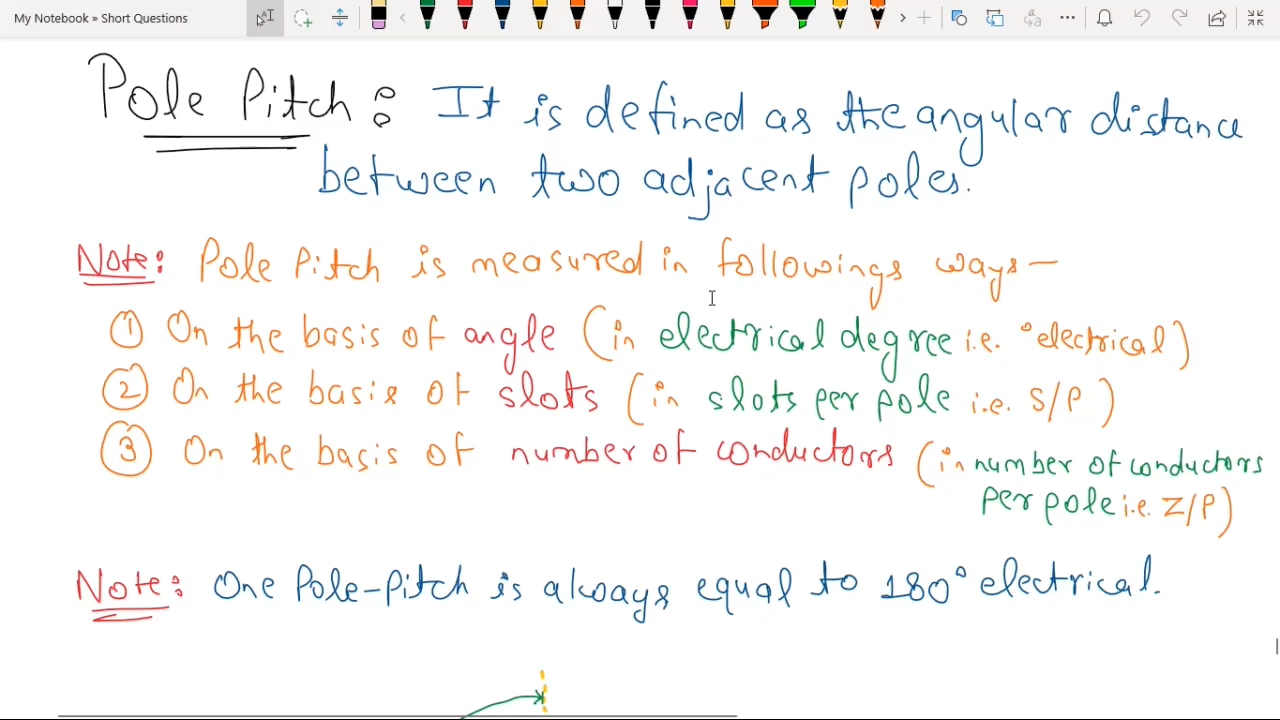 My Notebook » Short Questions
Pole Pitch: It is defined as the angular distance
between two adjacent poles.
Note: Pole Pitch is measured in followings ways –
① On the basis of angle (in electrical degree i.e. °electrical)
② On the basis of slots (in slots per pole i.e. S/P)
③ On the basis of number of conductors (in number of conductors
per pole i.e. Z/P)
Note: One Pole-Pitch is always equal to 180° electrical.